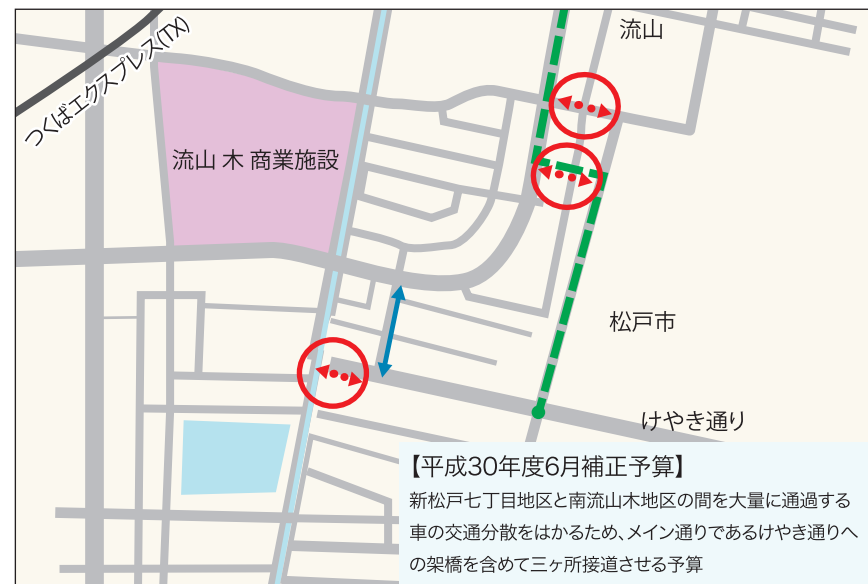 流山
つくばエクスプレス(TX)
流山 木 商業施設
松戸市
けやき通り
【平成30年度6月補正予算】
新松戸七丁目地区と南流山木地区の間を大量に通過する
車の交通分散をはかるため、メイン通りであるけやき通りへ
の架橋を含めて三ヶ所接道させる予算